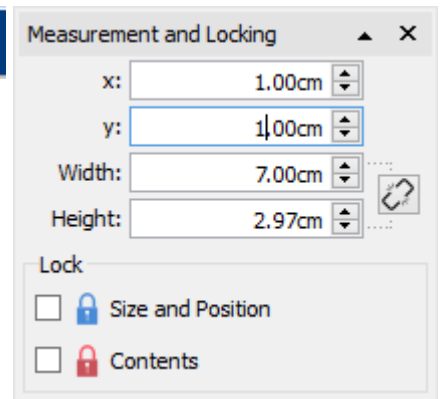 Measurement and Locking
x: 1.00cm
y: 1.00cm
Width: 7.00cm
Height: 2.97cm
Lock
Size and Position
Contents